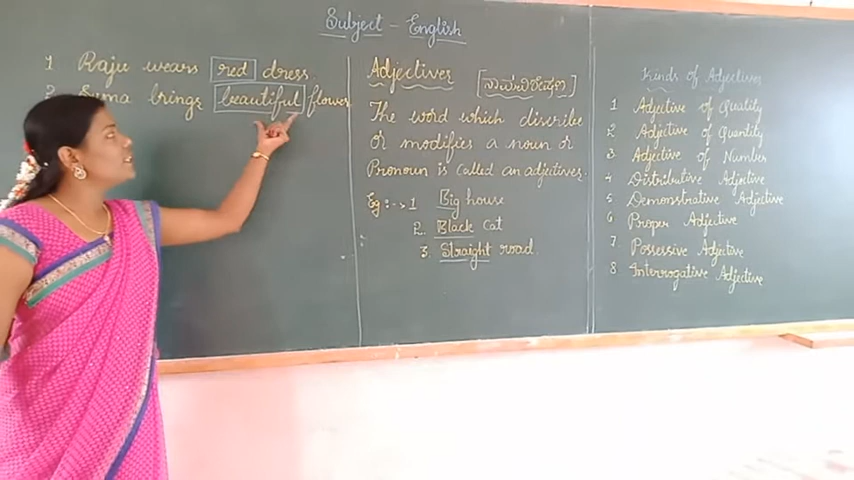 Subject - English
1 Raju wears red dress.
2 Suma brings beautiful flower
Adjectives [ನಾಮವಿಶೇಷಣ]
The word which discribe
Or modifies a noun or
Pronoun is called an adjectives.
Eg :-> 1 Big house
2. Black cat
3. Straight road
Kinds of Adjectives
1 Adjective of Quality
2 Adjective of Quantity
3 Adjective of Number
4 Distributive Adjective
5 Demonstrative Adjective
6 Proper Adjective
7 Possessive Adjective
8 Interrogative Adjective